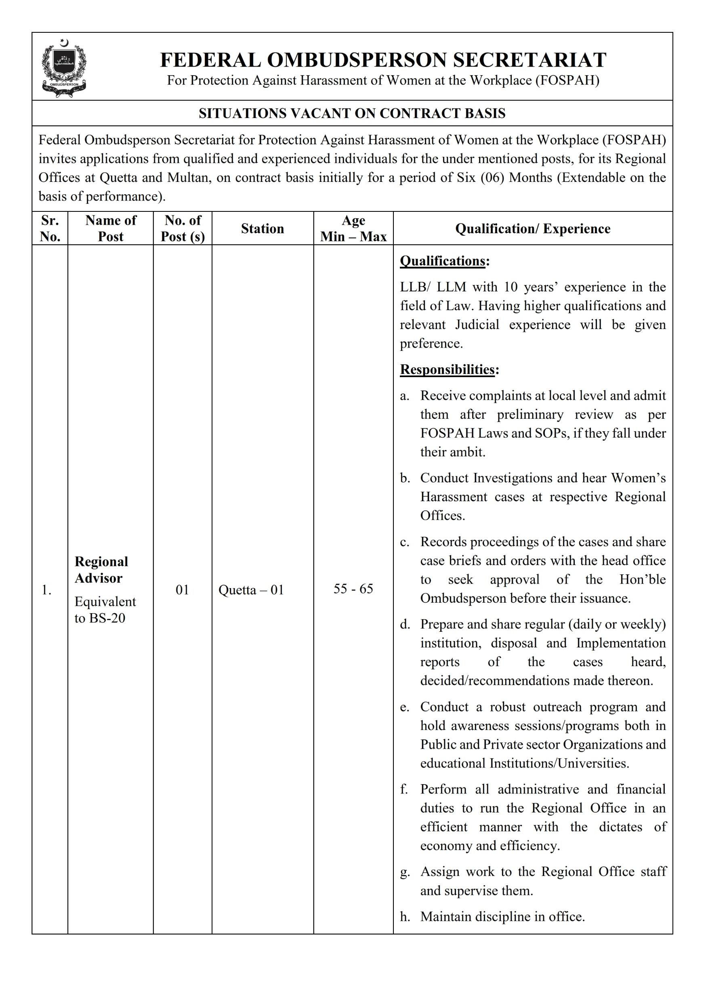 وفاقی
محتسب
OMBUDSPERSON
FEDERAL OMBUDSPERSON SECRETARIAT
For Protection Against Harassment of Women at the Workplace (FOSPAH)
SITUATIONS VACANT ON CONTRACT BASIS
Federal Ombudsperson Secretariat for Protection Against Harassment of Women at the Workplace (FOSPAH)
invites applications from qualified and experienced individuals for the under mentioned posts, for its Regional
Offices at Quetta and Multan, on contract basis initially for a period of Six (06) Months (Extendable on the
basis of performance).
Sr.
No.
Name of
Post
No. of
Post (s)
Station
Age
Min – Max
Qualification/ Experience
1.
Regional
Advisor
Equivalent
to BS-20
01
Quetta – 01
55 - 65
Qualifications:
LLB/ LLM with 10 years’ experience in the
field of Law. Having higher qualifications and
relevant Judicial experience will be given
preference.
Responsibilities:
a. Receive complaints at local level and admit
them after preliminary review as per
FOSPAH Laws and SOPs, if they fall under
their ambit.
b. Conduct Investigations and hear Women’s
Harassment cases at respective Regional
Offices.
c. Records proceedings of the cases and share
case briefs and orders with the head office
to seek approval of the Hon’ble
Ombudsperson before their issuance.
d. Prepare and share regular (daily or weekly)
institution, disposal and Implementation
reports of the cases heard,
decided/recommendations made thereon.
e. Conduct a robust outreach program and
hold awareness sessions/programs both in
Public and Private sector Organizations and
educational Institutions/Universities.
f. Perform all administrative and financial
duties to run the Regional Office in an
efficient manner with the dictates of
economy and efficiency.
g. Assign work to the Regional Office staff
and supervise them.
h. Maintain discipline in office.